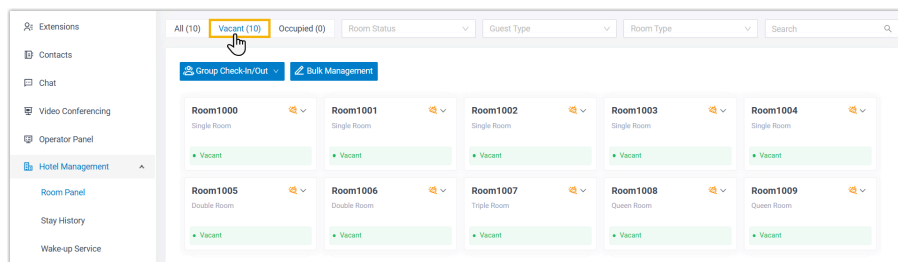 Extensions
Contacts
Chat
Video Conferencing
Operator Panel
Hotel Management
Room Panel
Stay History
Wake-up Service
All (10) Vacant (10) Occupied (0) Room Status Guest Type Room Type Search
Group Check-In/Out Bulk Management
Room1000 Room1001 Room1002 Room1003 Room1004
Single Room Single Room Single Room Single Room Single Room
Vacant Vacant Vacant Vacant Vacant
Room1005 Room1006 Room1007 Room1008 Room1009
Double Room Double Room Triple Room Queen Room Queen Room
Vacant Vacant Vacant Vacant Vacant